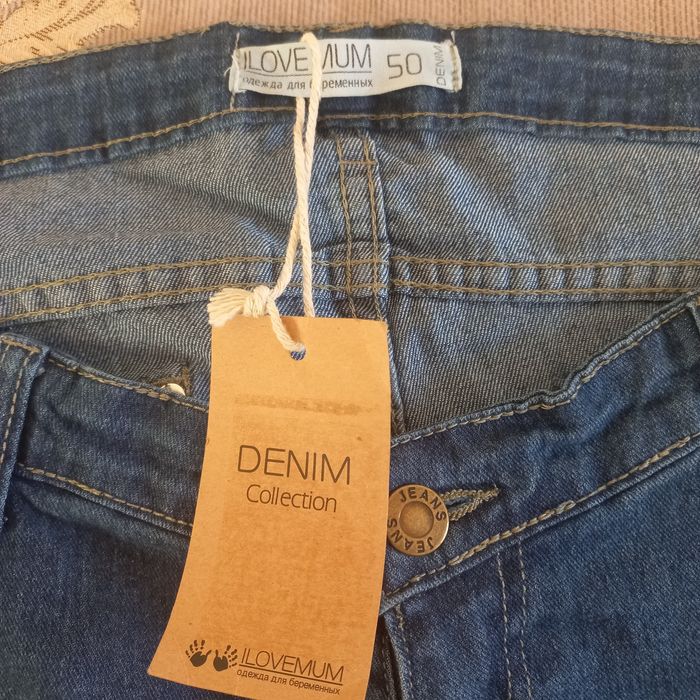 ILOVEMUM 50
одежда для беременных
DENIM
DENIM
Collection
JEANS
JEANS
ILOVEMUM
одежда для беременных